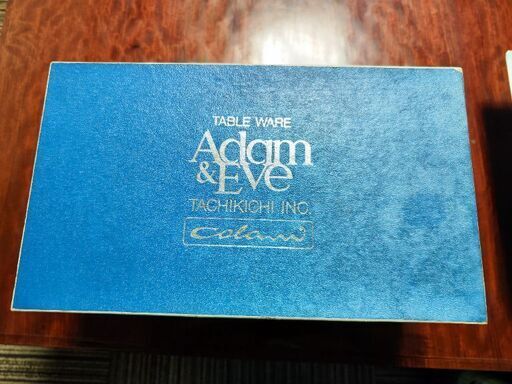 TABLE WARE
Adam
& Eve
TACHIKICHI INC.
Colani